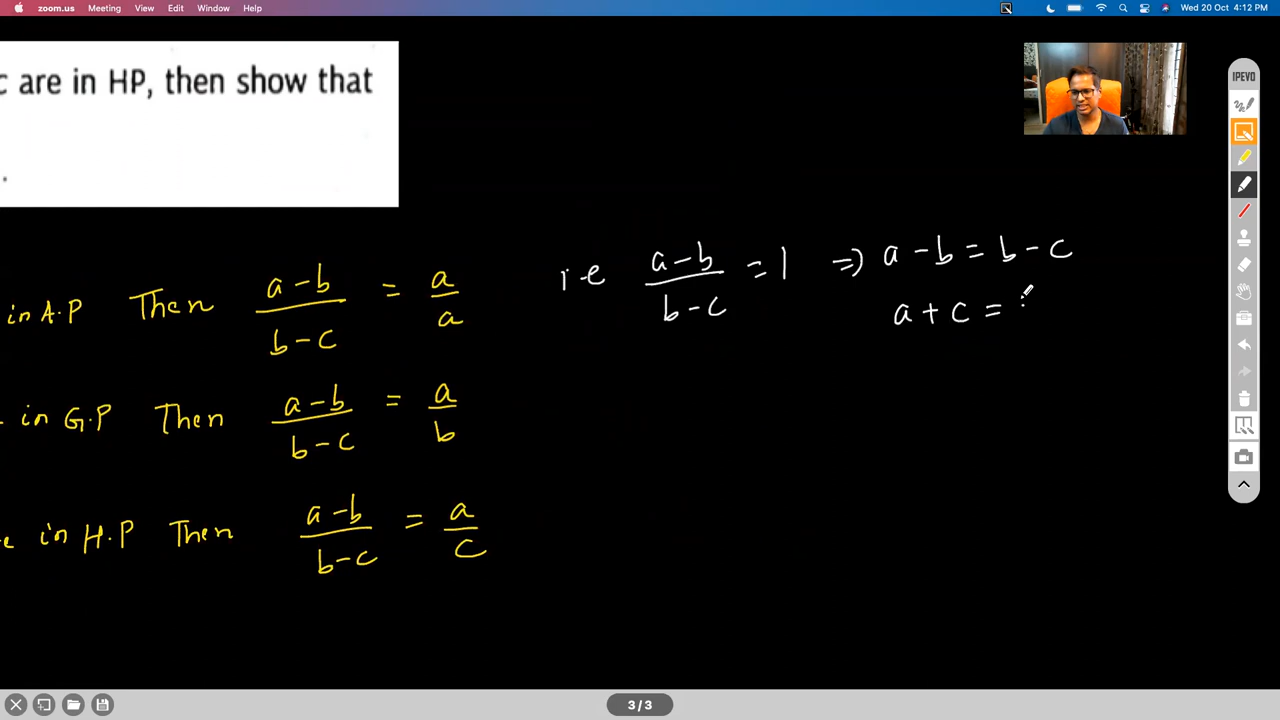 zoom.us Meeting View Edit Window Help
Wed 20 Oct 4:12 PM
c are in HP, then show that
.
IPEVO
in A.P Then a-b/b-c = a/a
i.e a-b/b-c = 1 => a-b = b-c
a+c =
in G.P Then a-b/b-c = a/b
e in H.P Then a-b/b-c = a/c
3/3